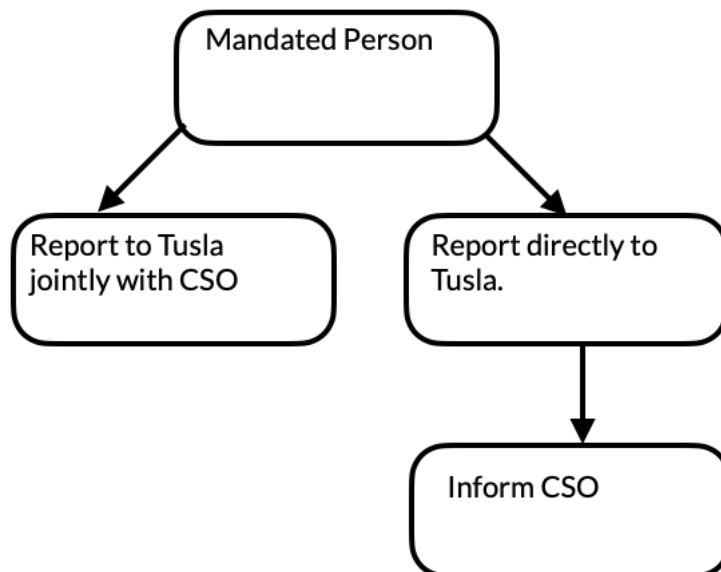 Mandated Person
Report to Tusla
jointly with CSO
Report directly to
Tusla.
Inform CSO